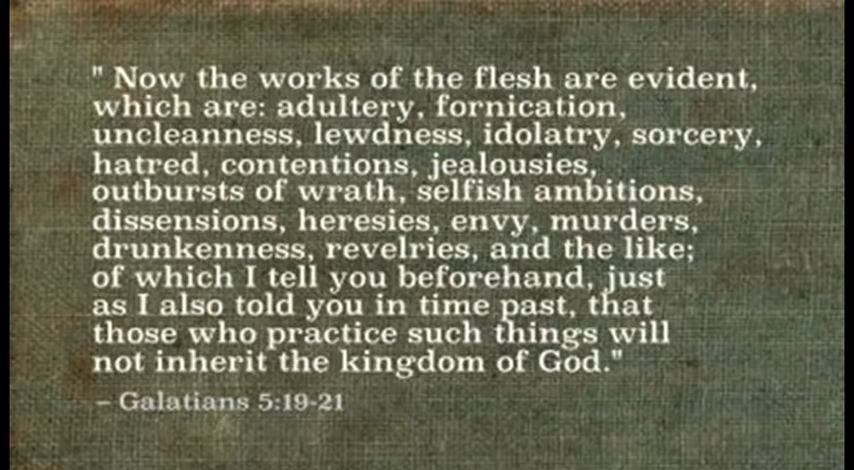 " Now the works of the flesh are evident,
which are: adultery, fornication,
uncleanness, lewdness, idolatry, sorcery,
hatred, contentions, jealousies,
outbursts of wrath, selfish ambitions,
dissensions, heresies, envy, murders,
drunkenness, revelries, and the like;
of which I tell you beforehand, just
as I also told you in time past, that
those who practice such things will
not inherit the kingdom of God."
– Galatians 5:19-21